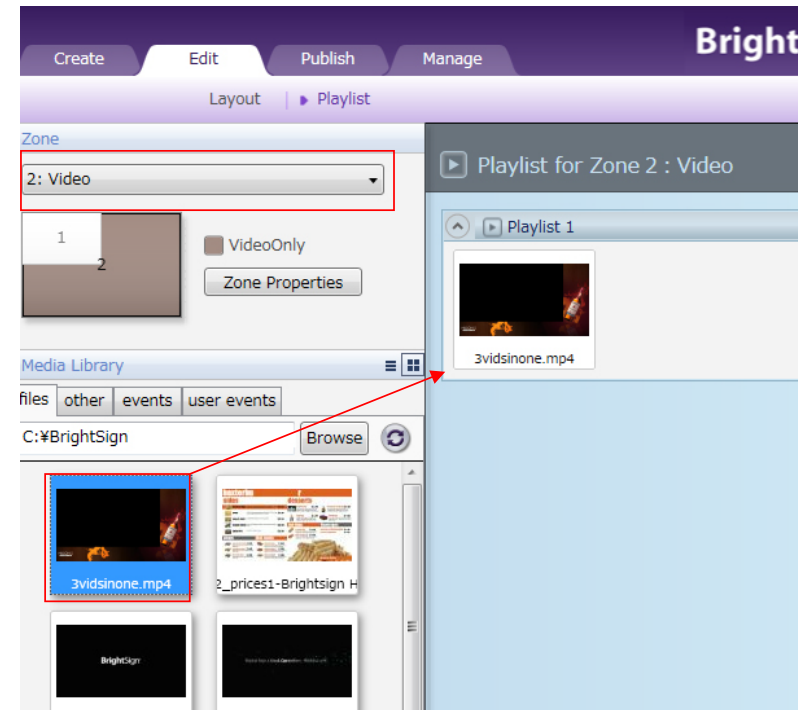 Bright
Create
Edit
Publish
Manage
Layout
Playlist
Zone
2: Video
1
2
VideoOnly
Zone Properties
Media Library
files
other
events
user events
C:¥BrightSign
Browse
3vidsinone.mp4
2_prices1-Brightsign H
BrightSign
Playlist for Zone 2 : Video
Playlist 1
3vidsinone.mp4